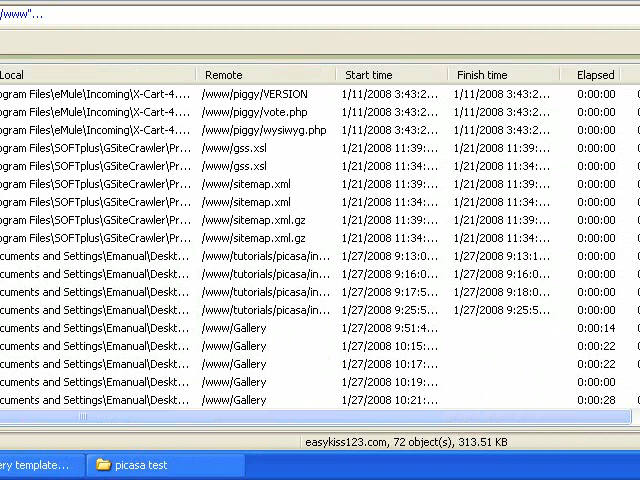 /www"...
Local Remote Start time Finish time Elapsed
ogram Files\eMule\Incoming\X-Cart-4.... /www/piggy/VERSION 1/11/2008 3:43:2... 1/11/2008 3:43:2... 0:00:00
ogram Files\eMule\Incoming\X-Cart-4.... /www/piggy/vote.php 1/11/2008 3:43:2... 1/11/2008 3:43:2... 0:00:00
ogram Files\eMule\Incoming\X-Cart-4.... /www/piggy/wysiwyg.php 1/11/2008 3:43:2... 1/11/2008 3:43:2... 0:00:00
ogram Files\SOFTplus\GSiteCrawler\Pr... /www/gss.xsl 1/21/2008 11:39... 1/21/2008 11:39... 0:00:00
ogram Files\SOFTplus\GSiteCrawler\Pr... /www/gss.xsl 1/21/2008 11:34... 1/21/2008 11:34... 0:00:00
ogram Files\SOFTplus\GSiteCrawler\Pr... /www/sitemap.xml 1/21/2008 11:39... 1/21/2008 11:39... 0:00:00
ogram Files\SOFTplus\GSiteCrawler\Pr... /www/sitemap.xml 1/21/2008 11:34... 1/21/2008 11:34... 0:00:00
ogram Files\SOFTplus\GSiteCrawler\Pr... /www/sitemap.xml.gz 1/21/2008 11:39... 1/21/2008 11:39... 0:00:00
ogram Files\SOFTplus\GSiteCrawler\Pr... /www/sitemap.xml.gz 1/21/2008 11:34... 1/21/2008 11:34... 0:00:00
cuments and Settings\Emanual\Deskt... /www/tutorials/picasa/in... 1/27/2008 9:13:0... 1/27/2008 9:13:1... 0:00:00
cuments and Settings\Emanual\Deskt... /www/tutorials/picasa/in... 1/27/2008 9:16:0... 1/27/2008 9:16:0... 0:00:00
cuments and Settings\Emanual\Deskt... /www/tutorials/picasa/in... 1/27/2008 9:17:5... 1/27/2008 9:18:0... 0:00:00
cuments and Settings\Emanual\Deskt... /www/tutorials/picasa/in... 1/27/2008 9:25:5... 1/27/2008 9:25:5... 0:00:00
cuments and Settings\Emanual\Deskt... /www/Gallery 1/27/2008 9:51:4... 0:00:14
cuments and Settings\Emanual\Deskt... /www/Gallery 1/27/2008 10:15:... 0:00:22
cuments and Settings\Emanual\Deskt... /www/Gallery 1/27/2008 10:17:... 0:00:22
cuments and Settings\Emanual\Deskt... /www/Gallery 1/27/2008 10:19:... 0:00:00
cuments and Settings\Emanual\Deskt... /www/Gallery 1/27/2008 10:21:... 0:00:28
easykiss123.com, 72 object(s), 313.51 KB
ery template... picasa test